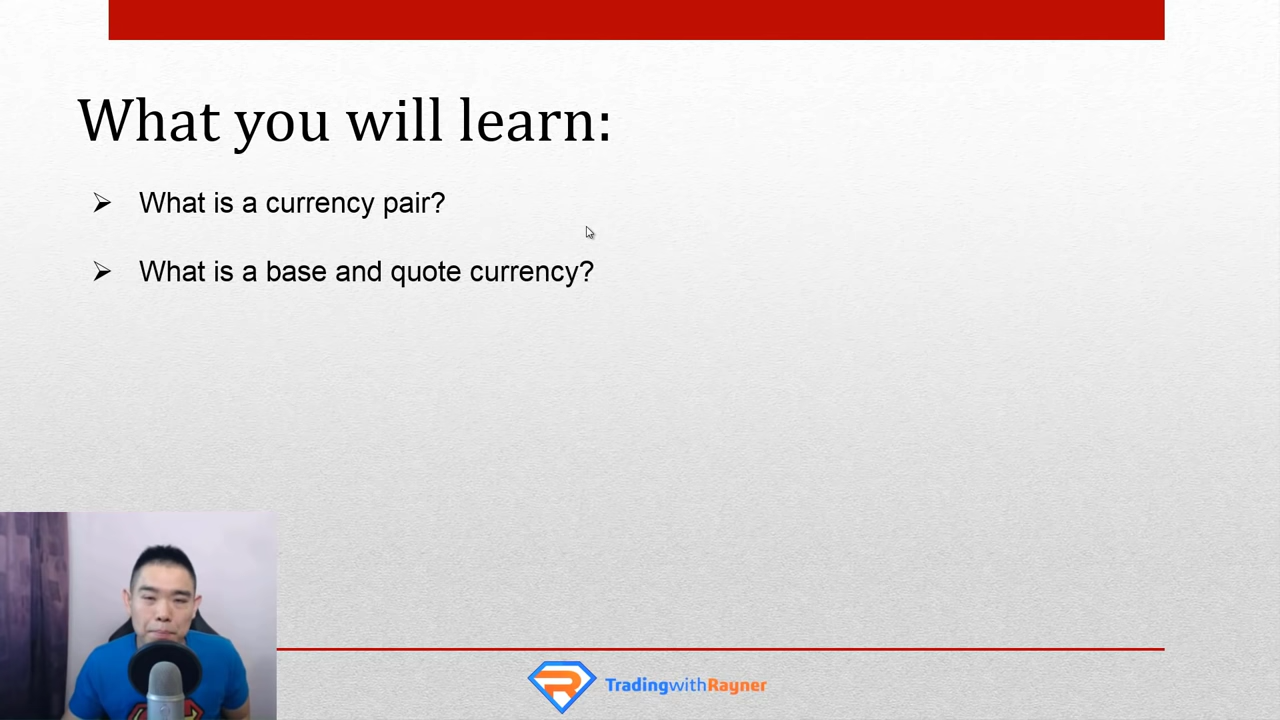 What you will learn:
What is a currency pair?
What is a base and quote currency?
TradingwithRayner